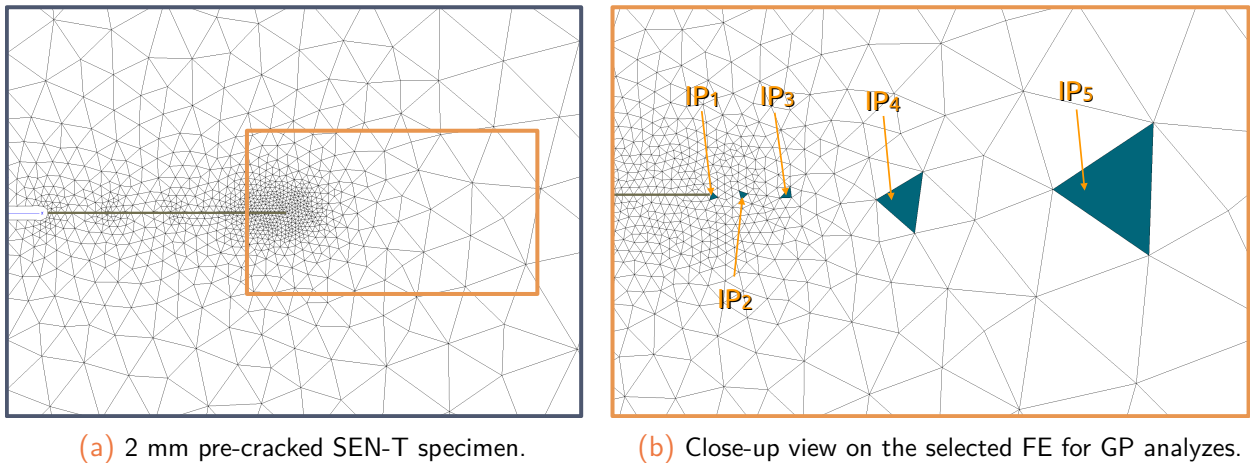 IP1 IP3 IP4 IP5
IP2
(a) 2 mm pre-cracked SEN-T specimen.
(b) Close-up view on the selected FE for GP analyzes.